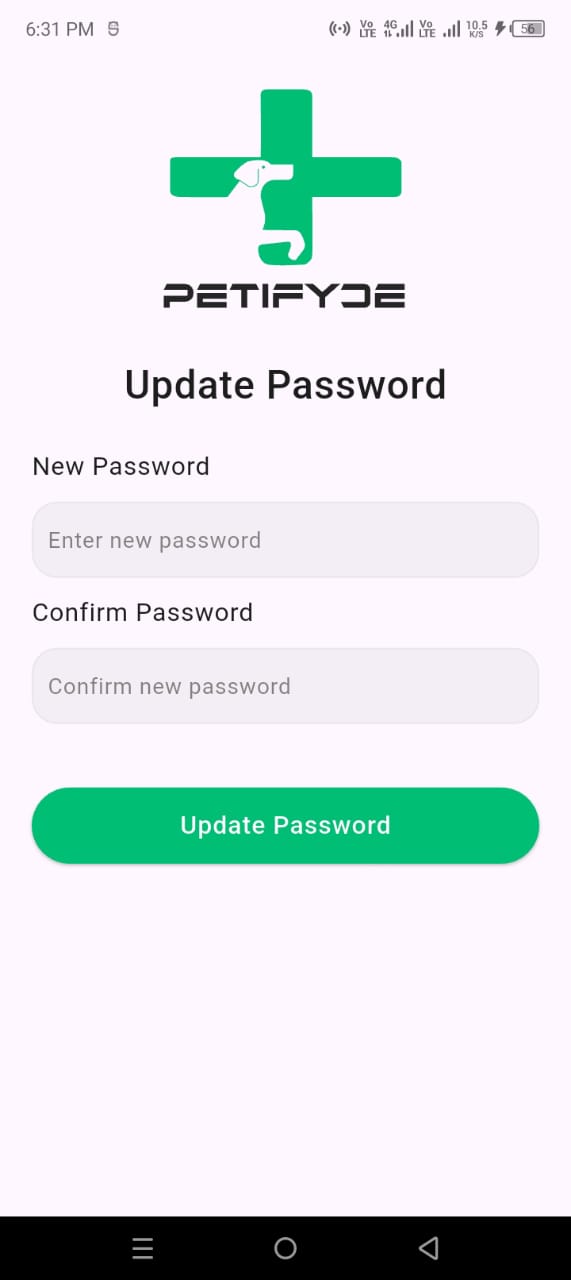 6:31 PM
Vo LTE 4G Vo LTE 10.5 K/S 56
PETIFYDE
Update Password
New Password
Enter new password
Confirm Password
Confirm new password
Update Password